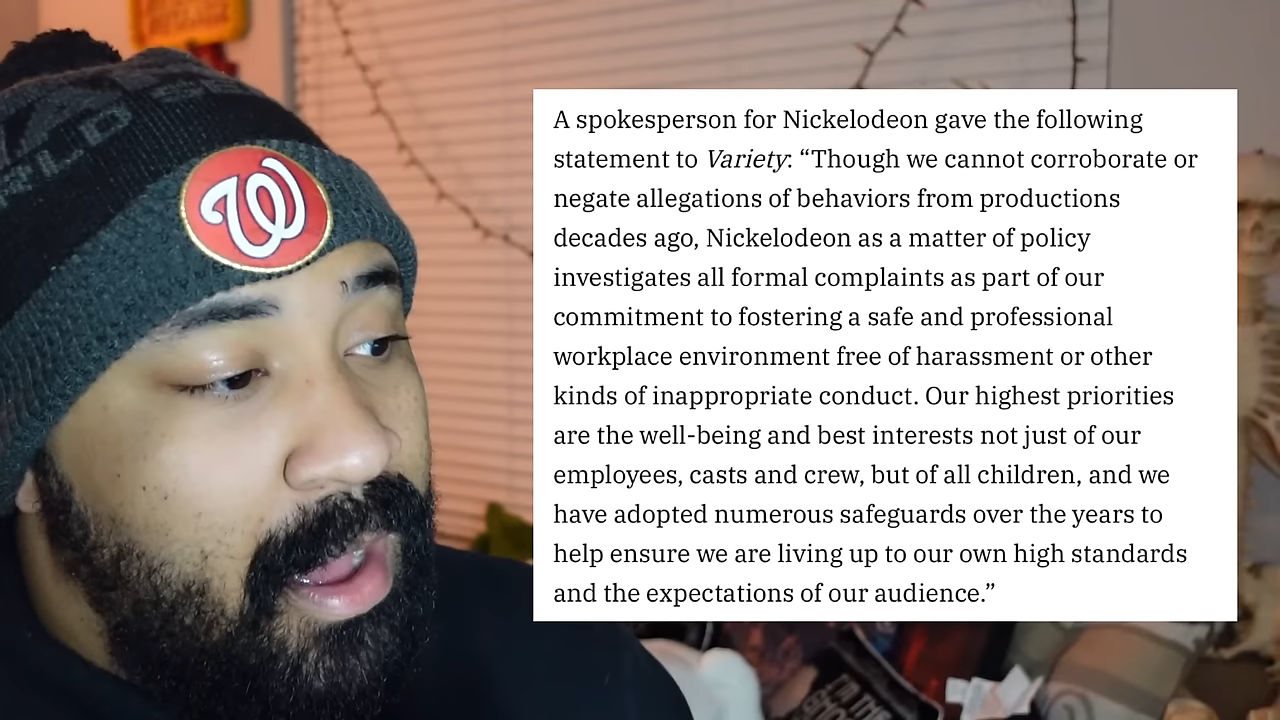 RLD
W
A spokesperson for Nickelodeon gave the following
statement to Variety: “Though we cannot corroborate or
negate allegations of behaviors from productions
decades ago, Nickelodeon as a matter of policy
investigates all formal complaints as part of our
commitment to fostering a safe and professional
workplace environment free of harassment or other
kinds of inappropriate conduct. Our highest priorities
are the well-being and best interests not just of our
employees, casts and crew, but of all children, and we
have adopted numerous safeguards over the years to
help ensure we are living up to our own high standards
and the expectations of our audience.”